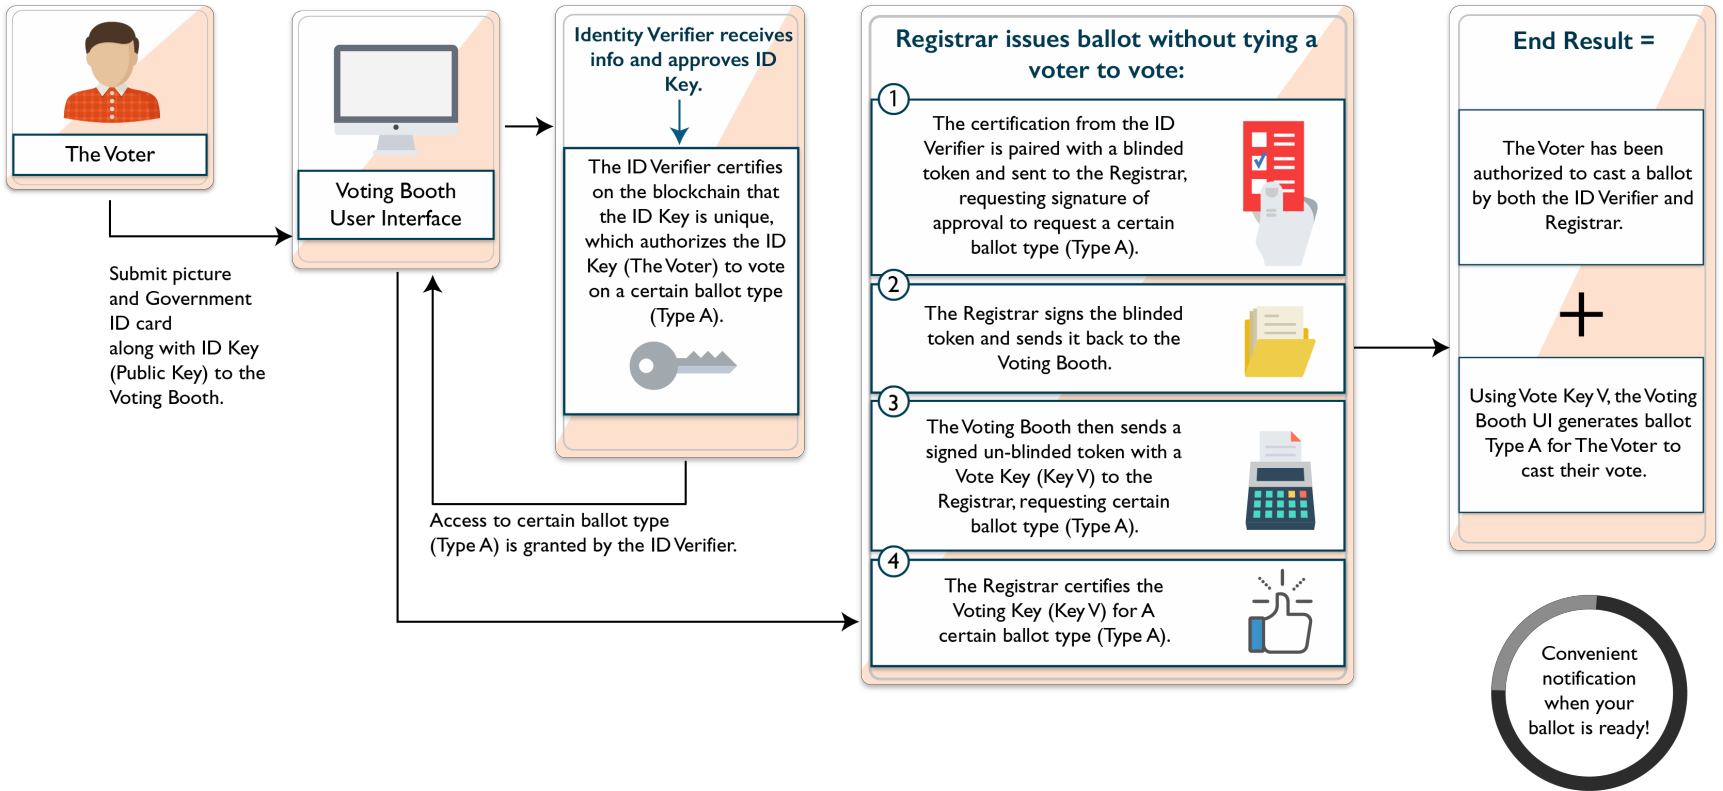 The Voter
Submit picture
and Government
ID card
along with ID Key
(Public Key) to the
Voting Booth.
Voting Booth
User Interface
Identity Verifier receives
info and approves ID
Key.
The ID Verifier certifies
on the blockchain that
the ID Key is unique,
which authorizes the ID
Key (The Voter) to vote
on a certain ballot type
(Type A).
Access to certain ballot type
(Type A) is granted by the ID Verifier.
Registrar issues ballot without tying a
voter to vote:
1
The certification from the ID
Verifier is paired with a blinded
token and sent to the Registrar,
requesting signature of
approval to request a certain
ballot type (Type A).
2
The Registrar signs the blinded
token and sends it back to the
Voting Booth.
3
The Voting Booth then sends a
signed un-blinded token with a
Vote Key (Key V) to the
Registrar, requesting certain
ballot type (Type A).
4
The Registrar certifies the
Voting Key (Key V) for A
certain ballot type (Type A).
End Result =
The Voter has been
authorized to cast a ballot
by both the ID Verifier and
Registrar.
+
Using Vote Key V, the Voting
Booth UI generates ballot
Type A for The Voter to
cast their vote.
Convenient
notification
when your
ballot is ready!